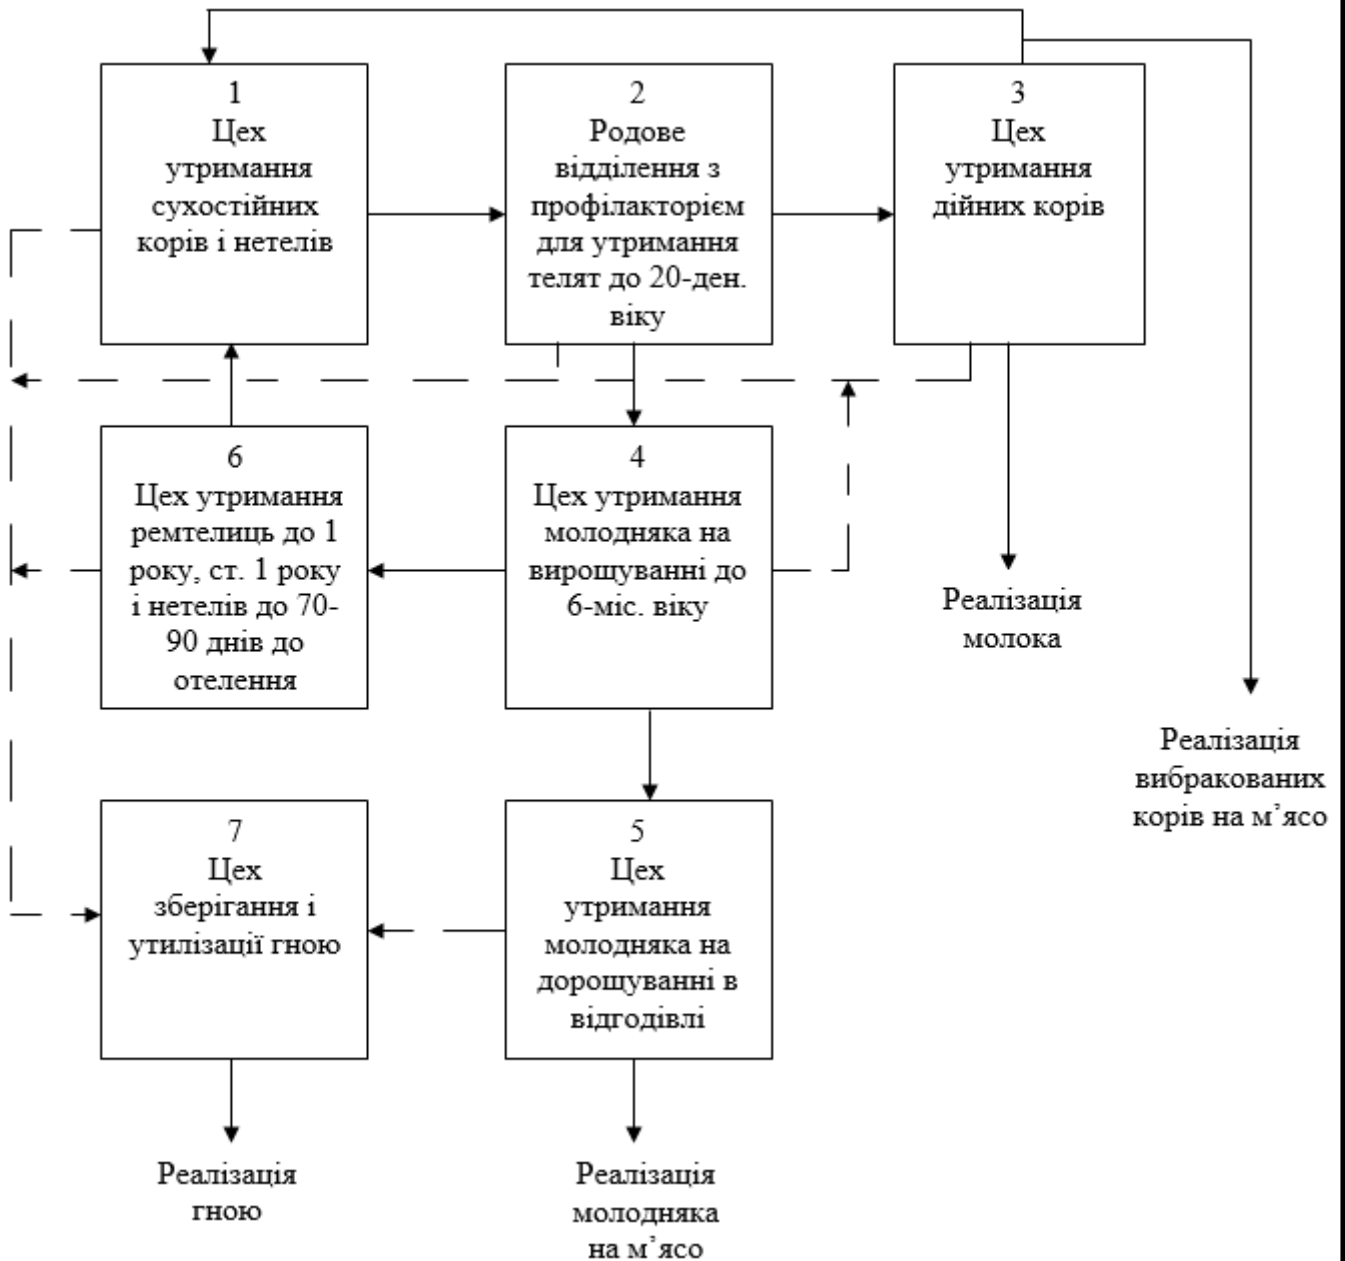 1
Цех
утримання
сухостійних
корів і нетелів
2
Родове
відділення з
профілакторієм
для утримання
телят до 20-ден.
віку
3
Цех
утримання
дійних корів
6
Цех утримання
ремтелиць до 1
року, ст. 1 року
і нетелів до 70-
90 днів до
отелення
4
Цех утримання
молодняка на
вирощуванні до
6-міс. віку
Реалізація
молока
Реалізація
вибракованих
корів на м’ясо
7
Цех
зберігання і
утилізації гною
5
Цех
утримання
молодняка на
дорощуванні в
відгодівлі
Реалізація
гною
Реалізація
молодняка
на м’ясо